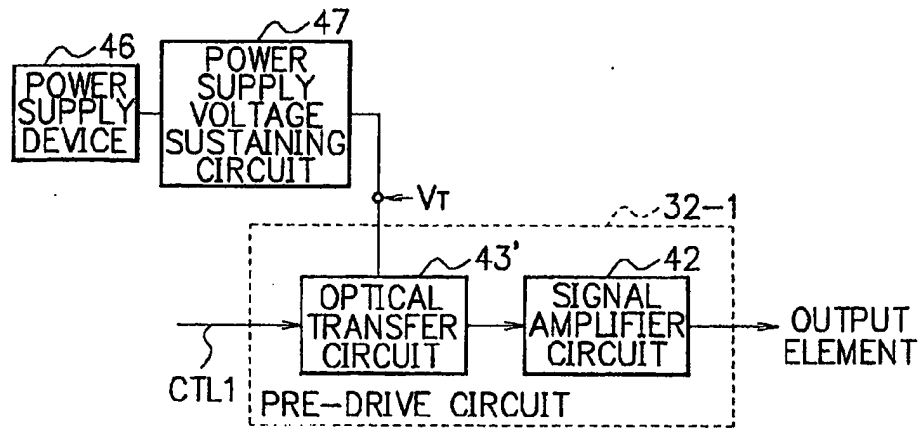 46
POWER
SUPPLY
DEVICE
47
POWER
SUPPLY
VOLTAGE
SUSTAINING
CIRCUIT
VT
32-1
43'
OPTICAL
TRANSFER
CIRCUIT
42
SIGNAL
AMPLIFIER
CIRCUIT
OUTPUT
ELEMENT
CTL1
PRE-DRIVE CIRCUIT